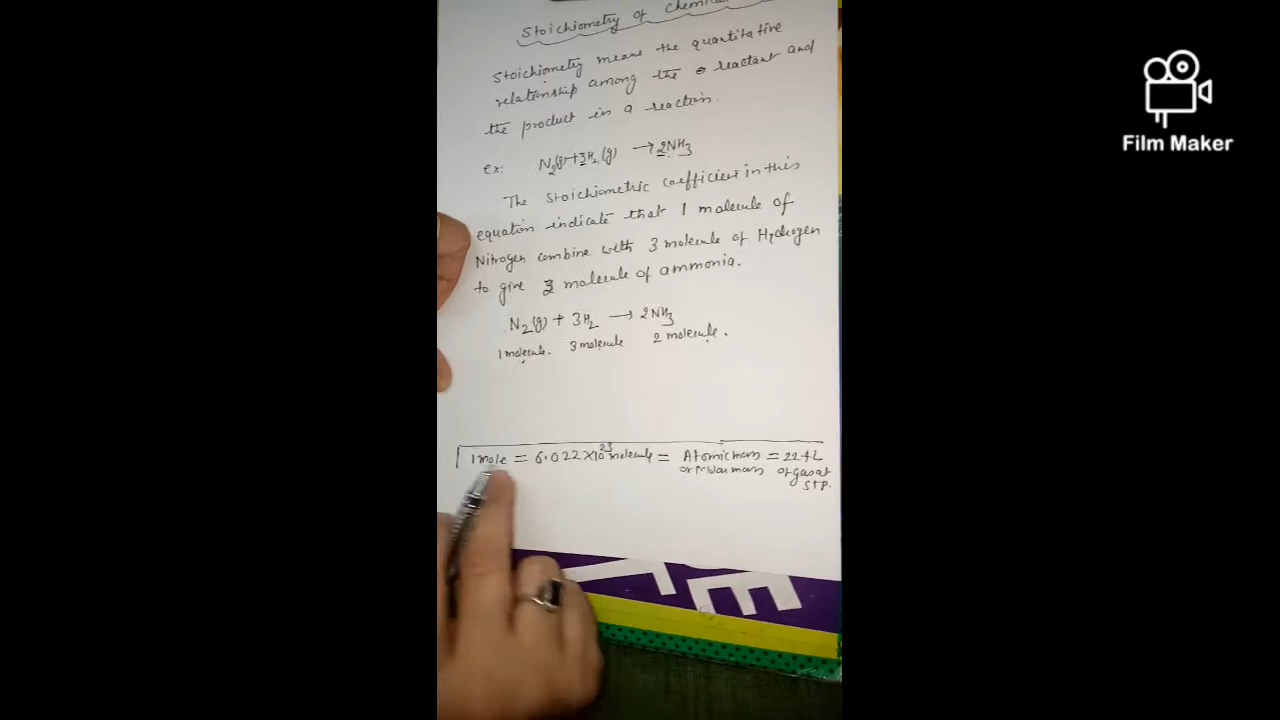 Stoichiometry of Chemic
Stoichiometry means the quantitative
relationship among the reactant and
the product in a reaction.
ex: N2(g)+3H2(g) → 2NH3
The stoichiometric coefficient in this
equation indicate that 1 molecule of
Nitrogen combine with 3 molecule of Hydrogen
to give 2 molecule of ammonia.
N2(g) + 3H2 → 2NH3
1 molecule. 3 molecule 2 molecule.
1 mole = 6.022×10^23 molecule = Atomic mass = 22.4L
or mass of gas at
STP.
Film Maker